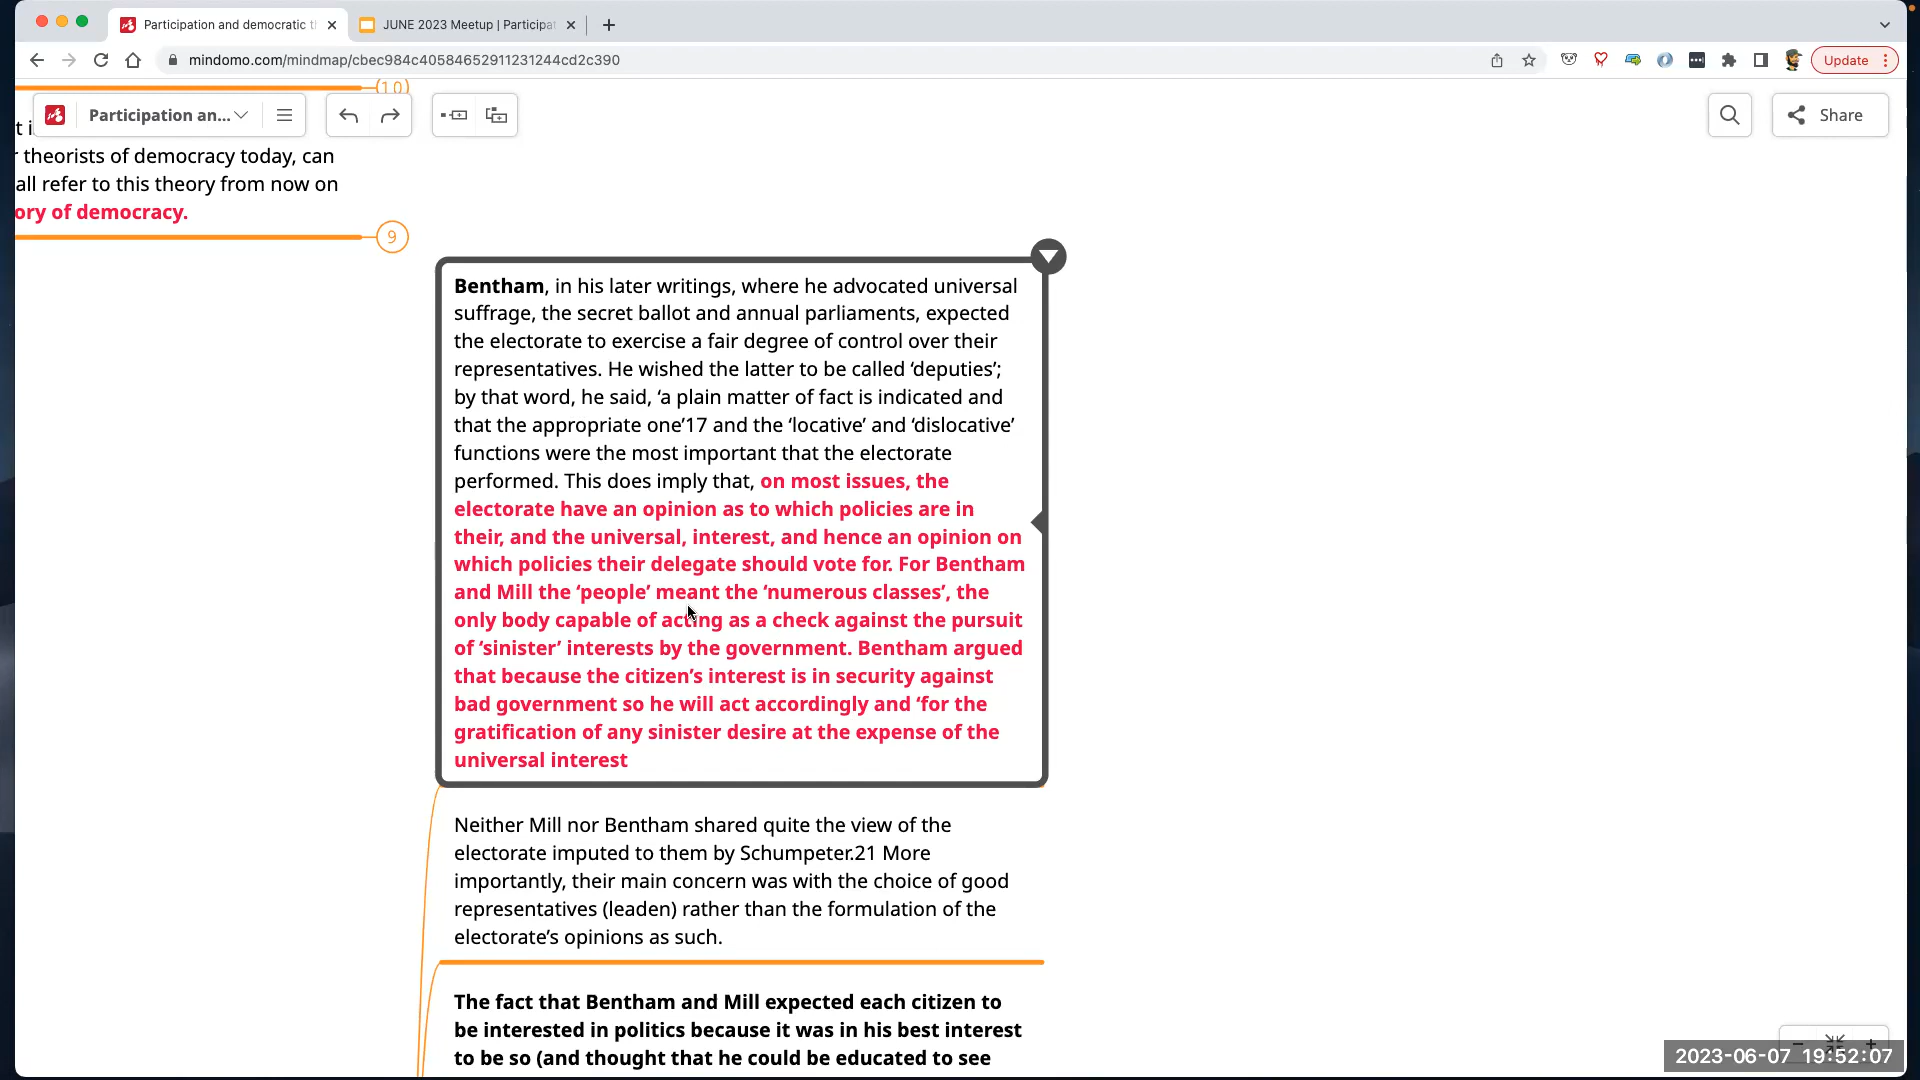 Participation and democratic t
JUNE 2023 Meetup | Participat
mindomo.com/mindmap/cbec984c40584652911231244cd2c390
Update
(10)
Participation an...
Share
t i
r theorists of democracy today, can
all refer to this theory from now on
ory of democracy.
9
Bentham, in his later writings, where he advocated universal
suffrage, the secret ballot and annual parliaments, expected
the electorate to exercise a fair degree of control over their
representatives. He wished the latter to be called ‘deputies’;
by that word, he said, ‘a plain matter of fact is indicated and
that the appropriate one’17 and the ‘locative’ and ‘dislocative’
functions were the most important that the electorate
performed. This does imply that, on most issues, the
electorate have an opinion as to which policies are in
their, and the universal, interest, and hence an opinion on
which policies their delegate should vote for. For Bentham
and Mill the ‘people’ meant the ‘numerous classes’, the
only body capable of acting as a check against the pursuit
of ‘sinister’ interests by the government. Bentham argued
that because the citizen’s interest is in security against
bad government so he will act accordingly and ‘for the
gratification of any sinister desire at the expense of the
universal interest
Neither Mill nor Bentham shared quite the view of the
electorate imputed to them by Schumpeter.21 More
importantly, their main concern was with the choice of good
representatives (leaden) rather than the formulation of the
electorate’s opinions as such.
The fact that Bentham and Mill expected each citizen to
be interested in politics because it was in his best interest
to be so (and thought that he could be educated to see
2023-06-07 19:52:07